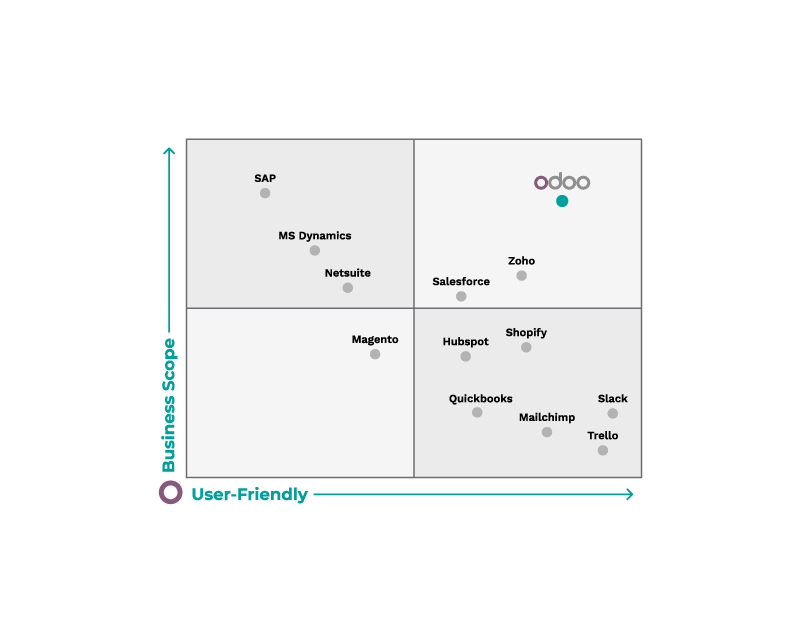 SAP
odoo
MS Dynamics
Zoho
Netsuite
Salesforce
Shopify
Magento
Hubspot
Quickbooks
Slack
Mailchimp
Trello
Business Scope
User-Friendly